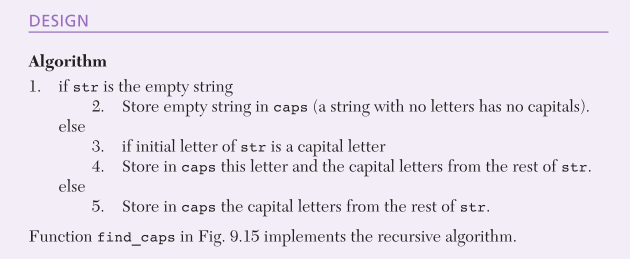 DESIGN
Algorithm
1. if str is the empty string
2. Store empty string in caps (a string with no letters has no capitals).
else
3. if initial letter of str is a capital letter
4. Store in caps this letter and the capital letters from the rest of str.
else
5. Store in caps the capital letters from the rest of str.
Function find_caps in Fig. 9.15 implements the recursive algorithm.